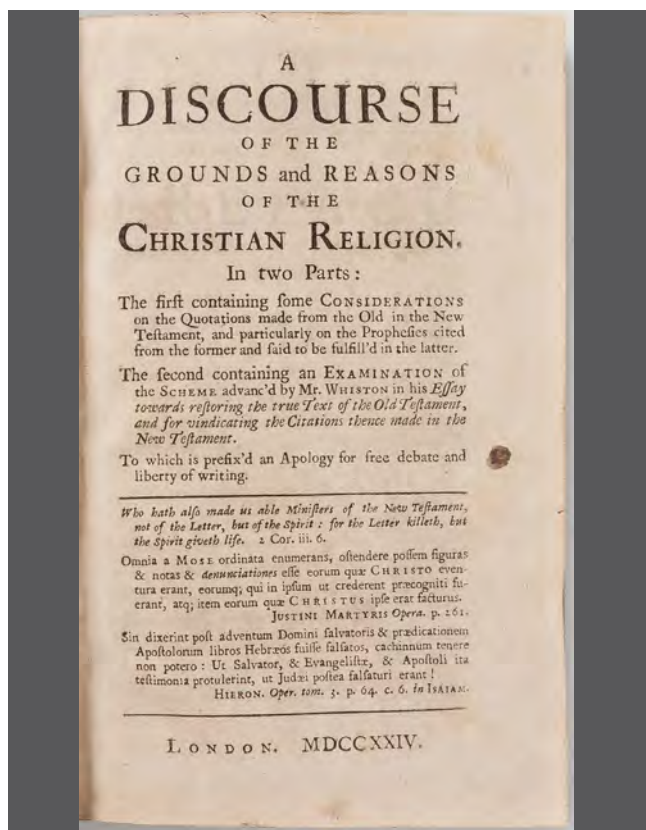 A
DISCOURSE
OF THE
GROUNDS and REASONS
OF THE
CHRISTIAN RELIGION.
In two Parts:
The firſt containing ſome CONSIDERATIONS
on the Quotations made from the Old in the New
Teſtament, and particularly on the Propheſies cited
from the former and ſaid to be fulfill'd in the latter.
The ſecond containing an EXAMINATION of
the SCHEME advanc'd by Mr. WHISTON in his Eſſay
towards reſtoring the true Text of the Old Teſtament,
and for vindicating the Citations thence made in the
New Teſtament.
To which is prefix'd an Apology for free debate and
liberty of writing.
Who hath alſo made us able Miniſters of the New Teſtament,
not of the Letter, but of the Spirit: for the Letter killeth, but
the Spirit giveth life. 2 Cor. iii. 6.
Omnia a MOSE ordinata enumerans, oſtendere poſſem figuras
& notas & denunciationes eſſe eorum quæ CHRISTO even-
tura erant, eorumq; qui in ipſum ut crederent præcogniti fu-
erant, atq; item eorum quæ CHRISTUS ipſe erat facturus.
JUSTINI MARTYRIS Opera. p. 261.
Sin dixerint poſt adventum Domini ſalvatoris & prædicationem
Apoſtolorum libros Hebræos fuiſſe falſatos, cachinnum tenere
non potero: Ut Salvator, & Evangeliſtæ, & Apoſtoli ita
teſtimonia protulerint, ut Judæi poſtea falſaturi erant!
HIERON. Oper. tom. 3. p. 64. c. 6. in ISAIAM.
LONDON. MDCCXXIV.